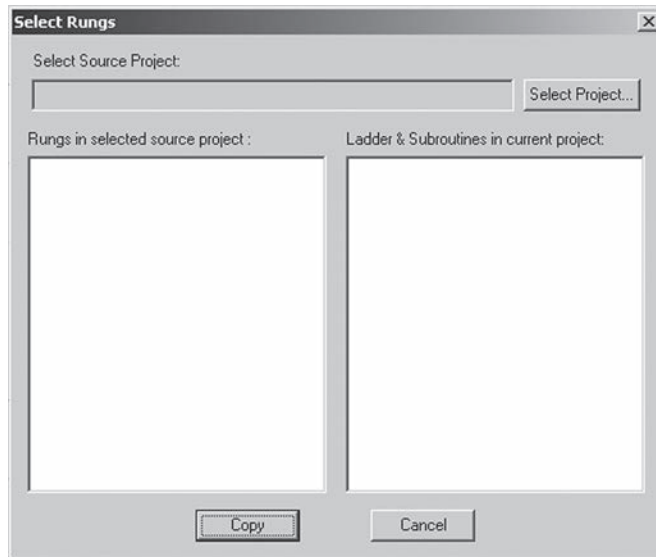 Select Rungs
Select Source Project:
Select Project...
Rungs in selected source project :
Ladder & Subroutines in current project:
Copy
Cancel